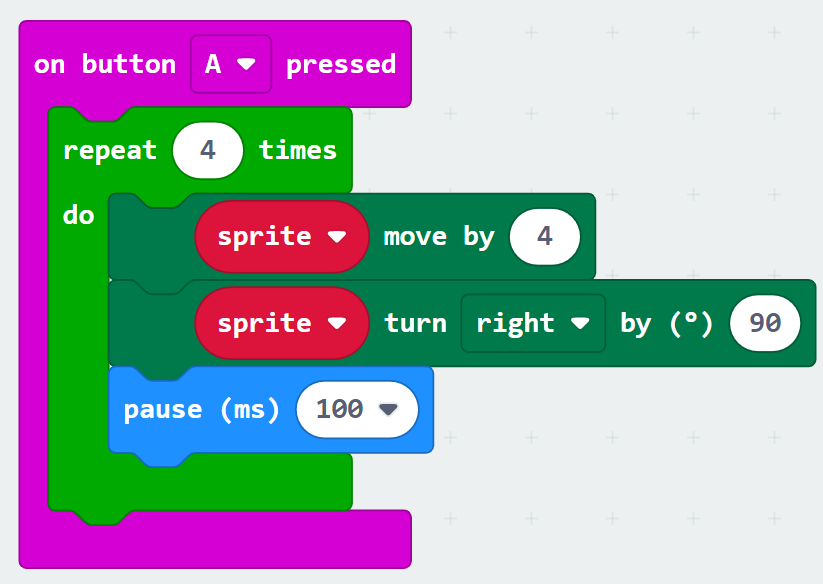 on button A pressed
repeat 4 times
do
sprite move by 4
sprite turn right by (°) 90
pause (ms) 100